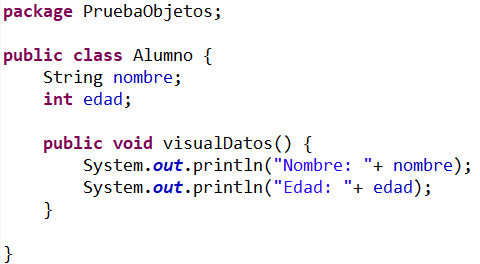 package PruebaObjetos;
public class Alumno {
    String nombre;
    int edad;
    public void visualDatos() {
        System.out.println("Nombre: "+ nombre);
        System.out.println("Edad: "+ edad);
    }
}